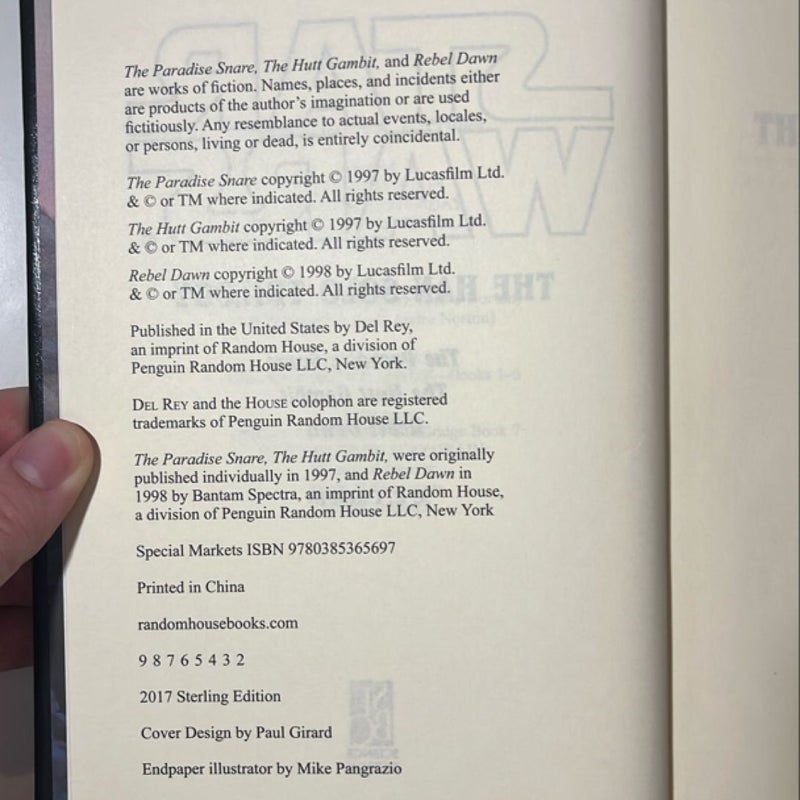 The Paradise Snare, The Hutt Gambit, and Rebel Dawn
are works of fiction. Names, places, and incidents either
are products of the author's imagination or are used
fictitiously. Any resemblance to actual events, locales,
or persons, living or dead, is entirely coincidental.
The Paradise Snare copyright © 1997 by Lucasfilm Ltd.
& © or TM where indicated. All rights reserved.
The Hutt Gambit copyright © 1997 by Lucasfilm Ltd.
& © or TM where indicated. All rights reserved.
Rebel Dawn copyright © 1998 by Lucasfilm Ltd.
& © or TM where indicated. All rights reserved.
Published in the United States by Del Rey,
an imprint of Random House, a division of
Penguin Random House LLC, New York.
DEL REY and the HOUSE colophon are registered
trademarks of Penguin Random House LLC.
The Paradise Snare, The Hutt Gambit, were originally
published individually in 1997, and Rebel Dawn in
1998 by Bantam Spectra, an imprint of Random House,
a division of Penguin Random House LLC, New York
Special Markets ISBN 9780385365697
Printed in China
randomhousebooks.com
9 8 7 6 5 4 3 2
2017 Sterling Edition
Cover Design by Paul Girard
Endpaper illustrator by Mike Pangrazio